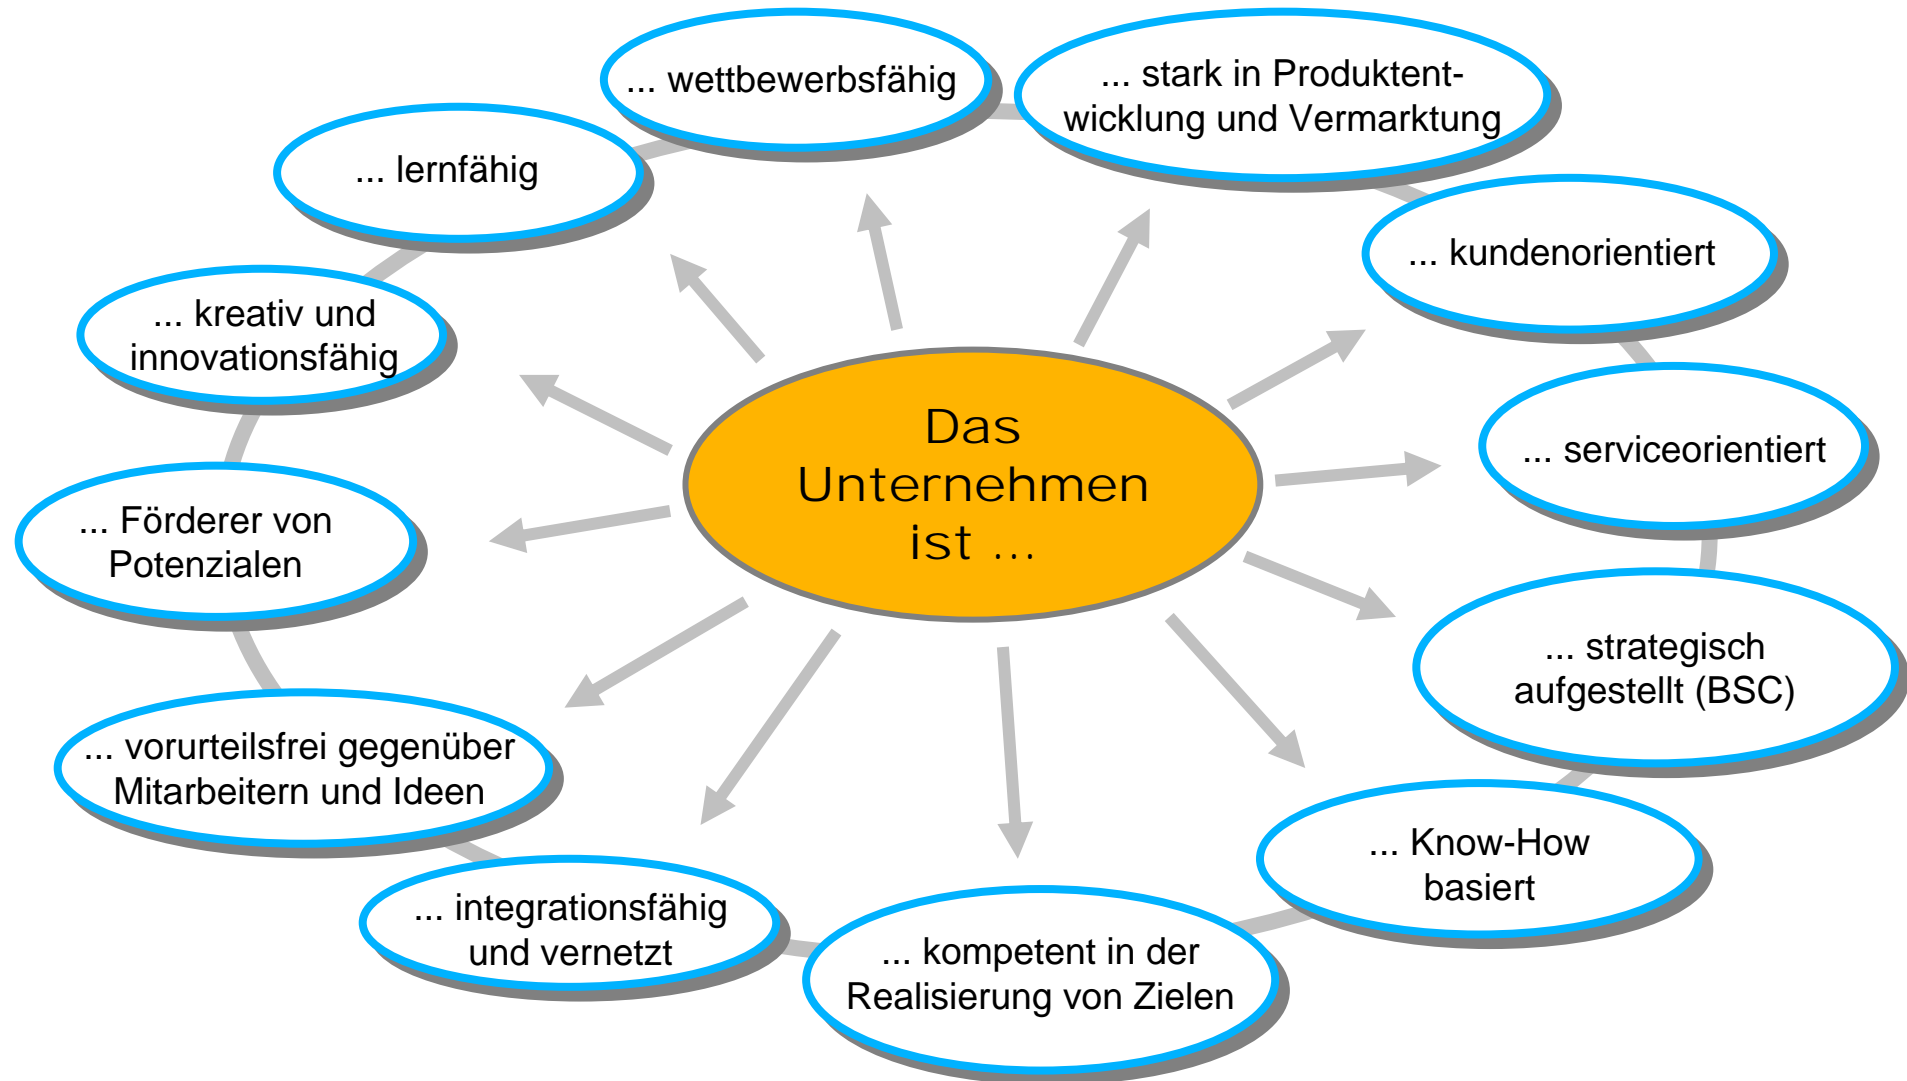 ... wettbewerbsfähig
... stark in Produktent-
wicklung und Vermarktung
... lernfähig
... kundenorientiert
... kreativ und
innovationsfähig
Das
Unternehmen
ist ...
... serviceorientiert
... Förderer von
Potenzialen
... strategisch
aufgestellt (BSC)
... vorurteilsfrei gegenüber
Mitarbeitern und Ideen
... Know-How
basiert
... integrationsfähig
und vernetzt
... kompetent in der
Realisierung von Zielen